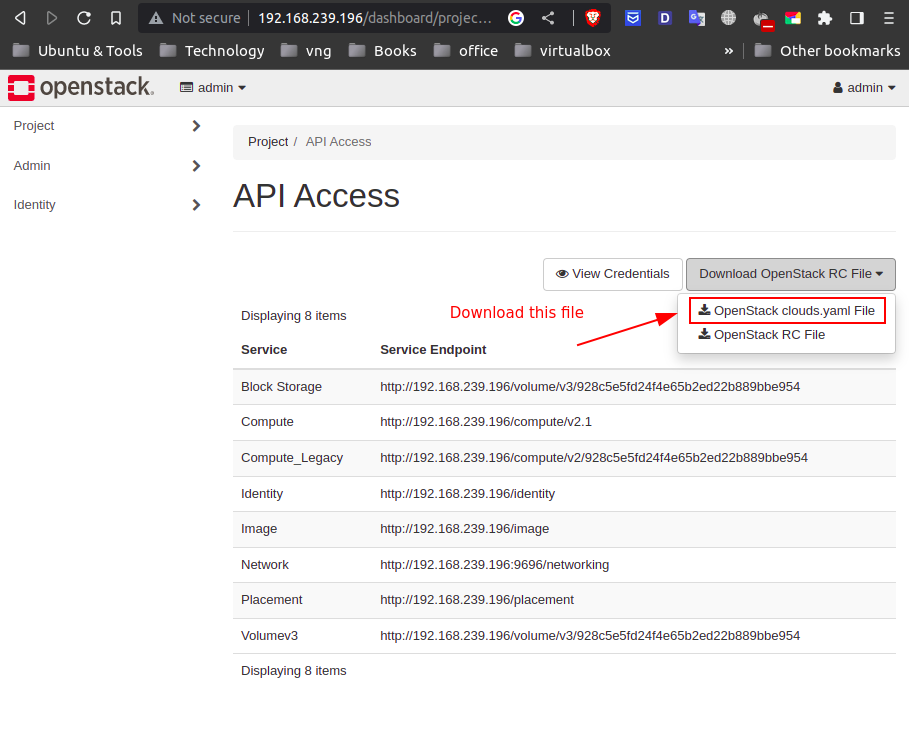 Not secure 192.168.239.196/dashboard/projec...
Ubuntu & Tools Technology vng Books office virtualbox » Other bookmarks
openstack. admin admin
Project
Admin
Identity
Project / API Access
API Access
View Credentials Download OpenStack RC File
OpenStack clouds.yaml File
OpenStack RC File
Download this file
Displaying 8 items
Service Service Endpoint
Block Storage http://192.168.239.196/volume/v3/928c5e5fd24f4e65b2ed22b889bbe954
Compute http://192.168.239.196/compute/v2.1
Compute_Legacy http://192.168.239.196/compute/v2/928c5e5fd24f4e65b2ed22b889bbe954
Identity http://192.168.239.196/identity
Image http://192.168.239.196/image
Network http://192.168.239.196:9696/networking
Placement http://192.168.239.196/placement
Volumev3 http://192.168.239.196/volume/v3/928c5e5fd24f4e65b2ed22b889bbe954
Displaying 8 items